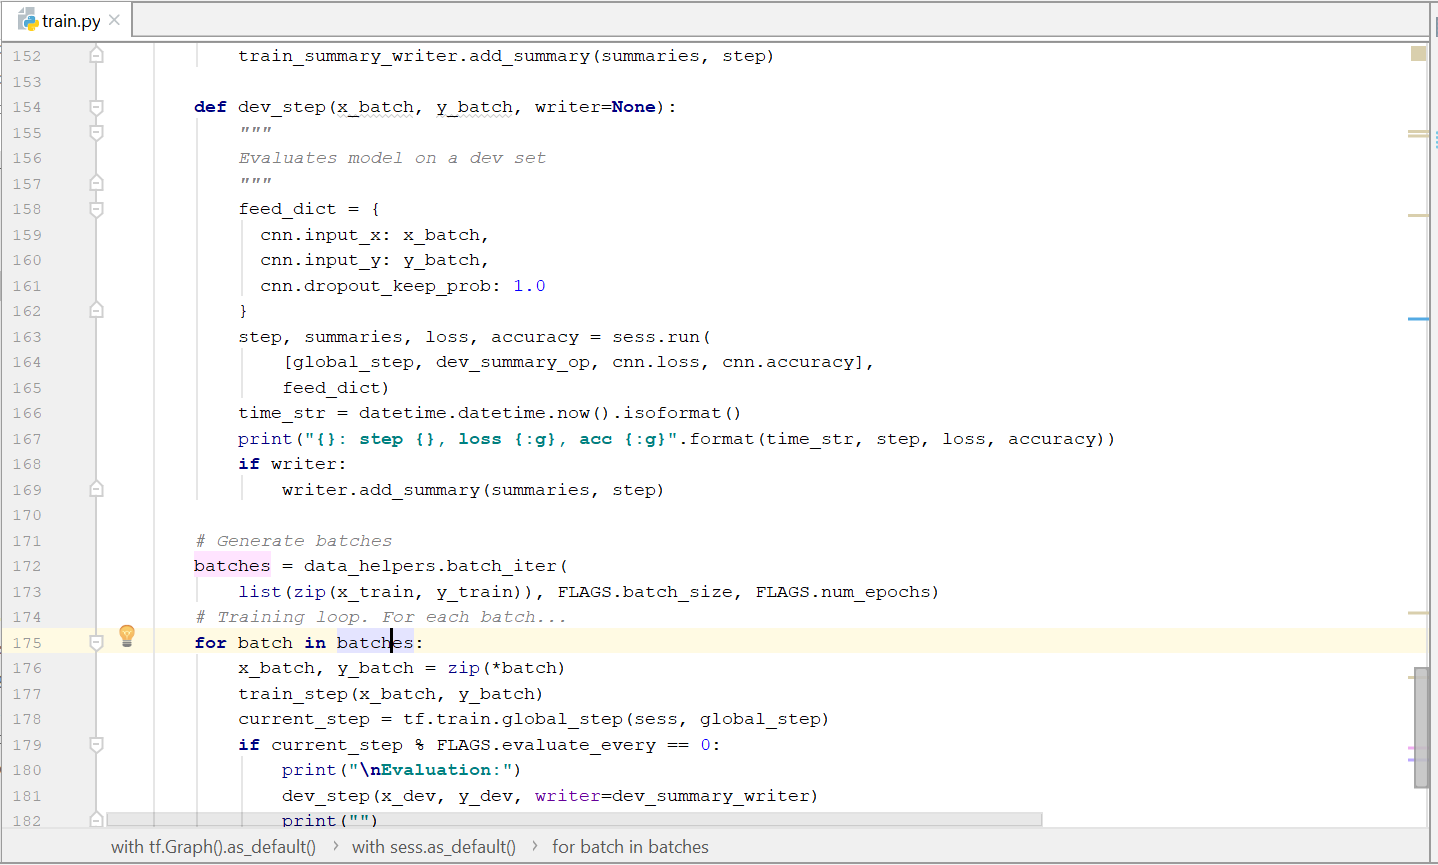 train.py
152 train_summary_writer.add_summary(summaries, step)
153
154 def dev_step(x_batch, y_batch, writer=None):
155 """
156 Evaluates model on a dev set
157 """
158 feed_dict = {
159 cnn.input_x: x_batch,
160 cnn.input_y: y_batch,
161 cnn.dropout_keep_prob: 1.0
162 }
163 step, summaries, loss, accuracy = sess.run(
164 [global_step, dev_summary_op, cnn.loss, cnn.accuracy],
165 feed_dict)
166 time_str = datetime.datetime.now().isoformat()
167 print("{}: step {}, loss {:g}, acc {:g}".format(time_str, step, loss, accuracy))
168 if writer:
169 writer.add_summary(summaries, step)
170
171 # Generate batches
172 batches = data_helpers.batch_iter(
173 list(zip(x_train, y_train)), FLAGS.batch_size, FLAGS.num_epochs)
174 # Training loop. For each batch...
175 for batch in batches:
176 x_batch, y_batch = zip(*batch)
177 train_step(x_batch, y_batch)
178 current_step = tf.train.global_step(sess, global_step)
179 if current_step % FLAGS.evaluate_every == 0:
180 print("\nEvaluation:")
181 dev_step(x_dev, y_dev, writer=dev_summary_writer)
182 print("")
with tf.Graph().as_default() › with sess.as_default() › for batch in batches